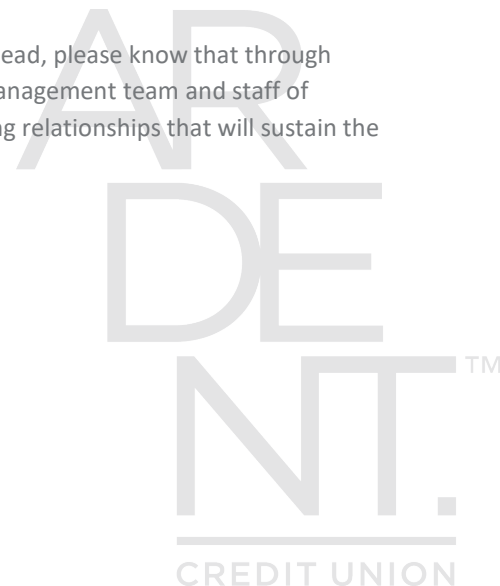 ead, please know that through
anagement team and staff of
ng relationships that will sustain the
AR
DE
NT.™
CREDIT UNION